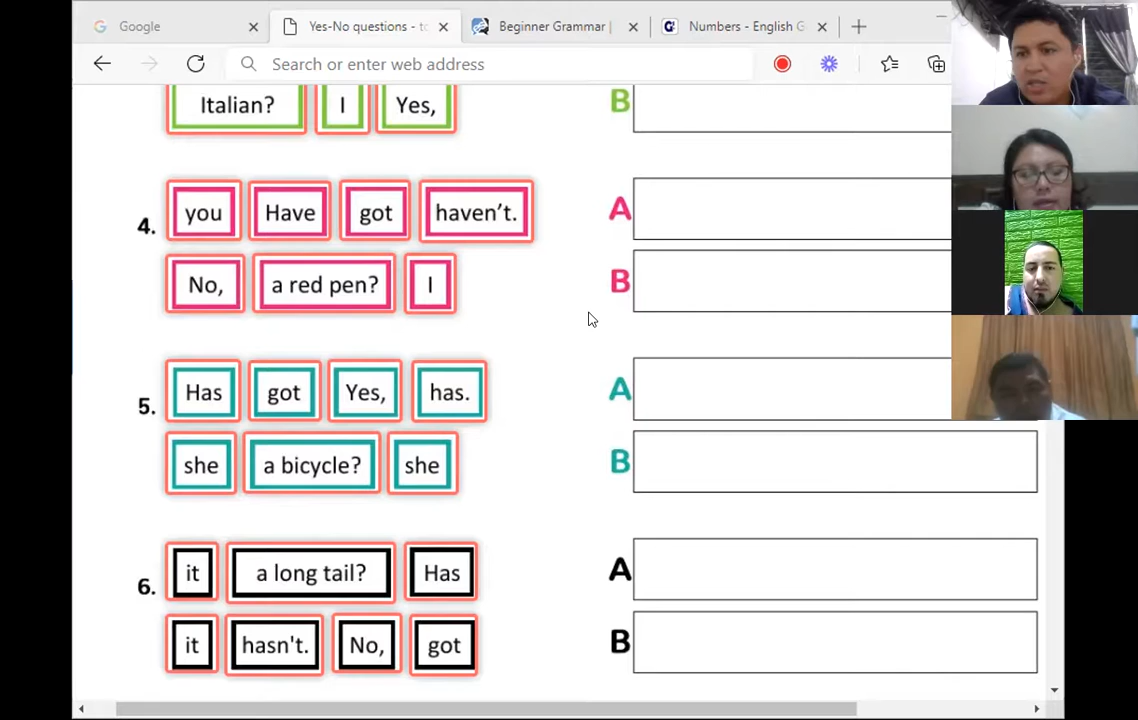 Google
Yes-No questions - to
Beginner Grammar |
Numbers - English G
Search or enter web address
Italian? I Yes, B
4. you Have got haven't. A
No, a red pen? I B
5. Has got Yes, has. A
she a bicycle? she B
6. it a long tail? Has A
it hasn't. No, got B